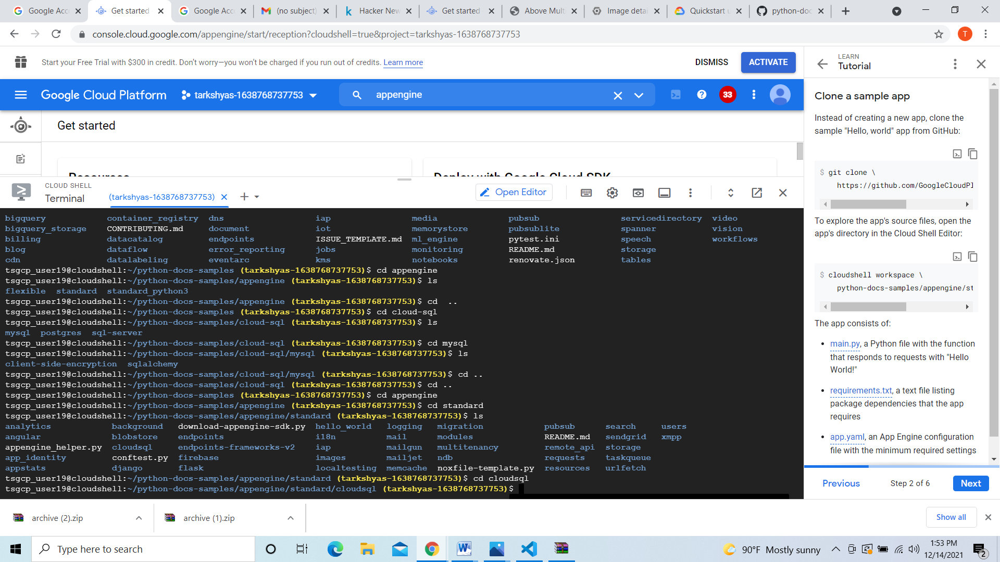 Google Acc
Get started
Google Acc
(no subject)
Hacker New
Get started
Above Mult
Image detai
Quickstart u
python-doc
console.cloud.google.com/appengine/start/reception?cloudshell=true&project=tarkshyas-1638768737753
T
Start your Free Trial with $300 in credit. Don't worry—you won't be charged if you run out of credits. Learn more
DISMISS
ACTIVATE
Google Cloud Platform
tarkshyas-1638768737753
appengine
33
Get started
Resources
Deploy with Google Cloud SDK
CLOUD SHELL
Terminal
(tarkshyas-1638768737753)
Open Editor
bigquery container_registry dns iap media pubsub servicedirectory video
bigquery_storage CONTRIBUTING.md document iot memorystore pubsublite spanner vision
billing datacatalog endpoints ISSUE_TEMPLATE.md ml_engine pytest.ini speech workflows
blog dataflow error_reporting jobs monitoring README.md storage
cdn datalabeling eventarc kms notebooks renovate.json tables
tsgcp_user19@cloudshell:~/python-docs-samples (tarkshyas-1638768737753)$ cd appengine
tsgcp_user19@cloudshell:~/python-docs-samples/appengine (tarkshyas-1638768737753)$ ls
flexible standard standard_python3
tsgcp_user19@cloudshell:~/python-docs-samples/appengine (tarkshyas-1638768737753)$ cd  ..
tsgcp_user19@cloudshell:~/python-docs-samples (tarkshyas-1638768737753)$ cd cloud-sql
tsgcp_user19@cloudshell:~/python-docs-samples/cloud-sql (tarkshyas-1638768737753)$ ls
mysql postgres sql-server
tsgcp_user19@cloudshell:~/python-docs-samples/cloud-sql (tarkshyas-1638768737753)$ cd mysql
tsgcp_user19@cloudshell:~/python-docs-samples/cloud-sql/mysql (tarkshyas-1638768737753)$ ls
client-side-encryption sqlalchemy
tsgcp_user19@cloudshell:~/python-docs-samples/cloud-sql/mysql (tarkshyas-1638768737753)$ cd ..
tsgcp_user19@cloudshell:~/python-docs-samples/cloud-sql (tarkshyas-1638768737753)$ cd ..
tsgcp_user19@cloudshell:~/python-docs-samples (tarkshyas-1638768737753)$ cd appengine
tsgcp_user19@cloudshell:~/python-docs-samples/appengine (tarkshyas-1638768737753)$ cd standard
tsgcp_user19@cloudshell:~/python-docs-samples/appengine/standard (tarkshyas-1638768737753)$ ls
analytics background download-appengine-sdk.py hello_world logging migration pubsub search users
angular blobstore endpoints i18n mail modules README.md sendgrid xmpp
appengine_helper.py cloudsql endpoints-frameworks-v2 iap mailgun multitenancy remote_api storage
app_identity conftest.py firebase images mailjet ndb requests taskqueue
appstats django flask localtesting memcache noxfile-template.py resources urlfetch
tsgcp_user19@cloudshell:~/python-docs-samples/appengine/standard (tarkshyas-1638768737753)$ cd cloudsql
tsgcp_user19@cloudshell:~/python-docs-samples/appengine/standard/cloudsql (tarkshyas-1638768737753)$
LEARN
Tutorial
Clone a sample app
Instead of creating a new app, clone the
sample "Hello, world" app from GitHub:
$ git clone \
https://github.com/GoogleCloudPl
To explore the app's source files, open the
app's directory in the Cloud Shell Editor:
$ cloudshell workspace \
python-docs-samples/appengine/st
The app consists of:
• main.py, a Python file with the function
that responds to requests with "Hello
World!"
• requirements.txt, a text file listing
package dependencies that the app
requires
• app.yaml, an App Engine configuration
file with the minimum required settings
Previous
Step 2 of 6
Next
archive (2).zip
archive (1).zip
Show all
Type here to search
90°F Mostly sunny
1:53 PM
12/14/2021
2